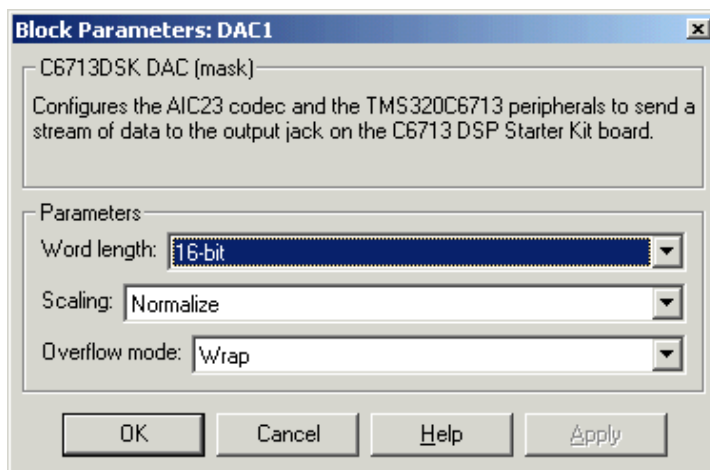 Block Parameters: DAC1
C6713DSK DAC (mask)
Configures the AIC23 codec and the TMS320C6713 peripherals to send a
stream of data to the output jack on the C6713 DSP Starter Kit board.
Parameters
Word length: 16-bit
Scaling: Normalize
Overflow mode: Wrap
OK Cancel Help Apply